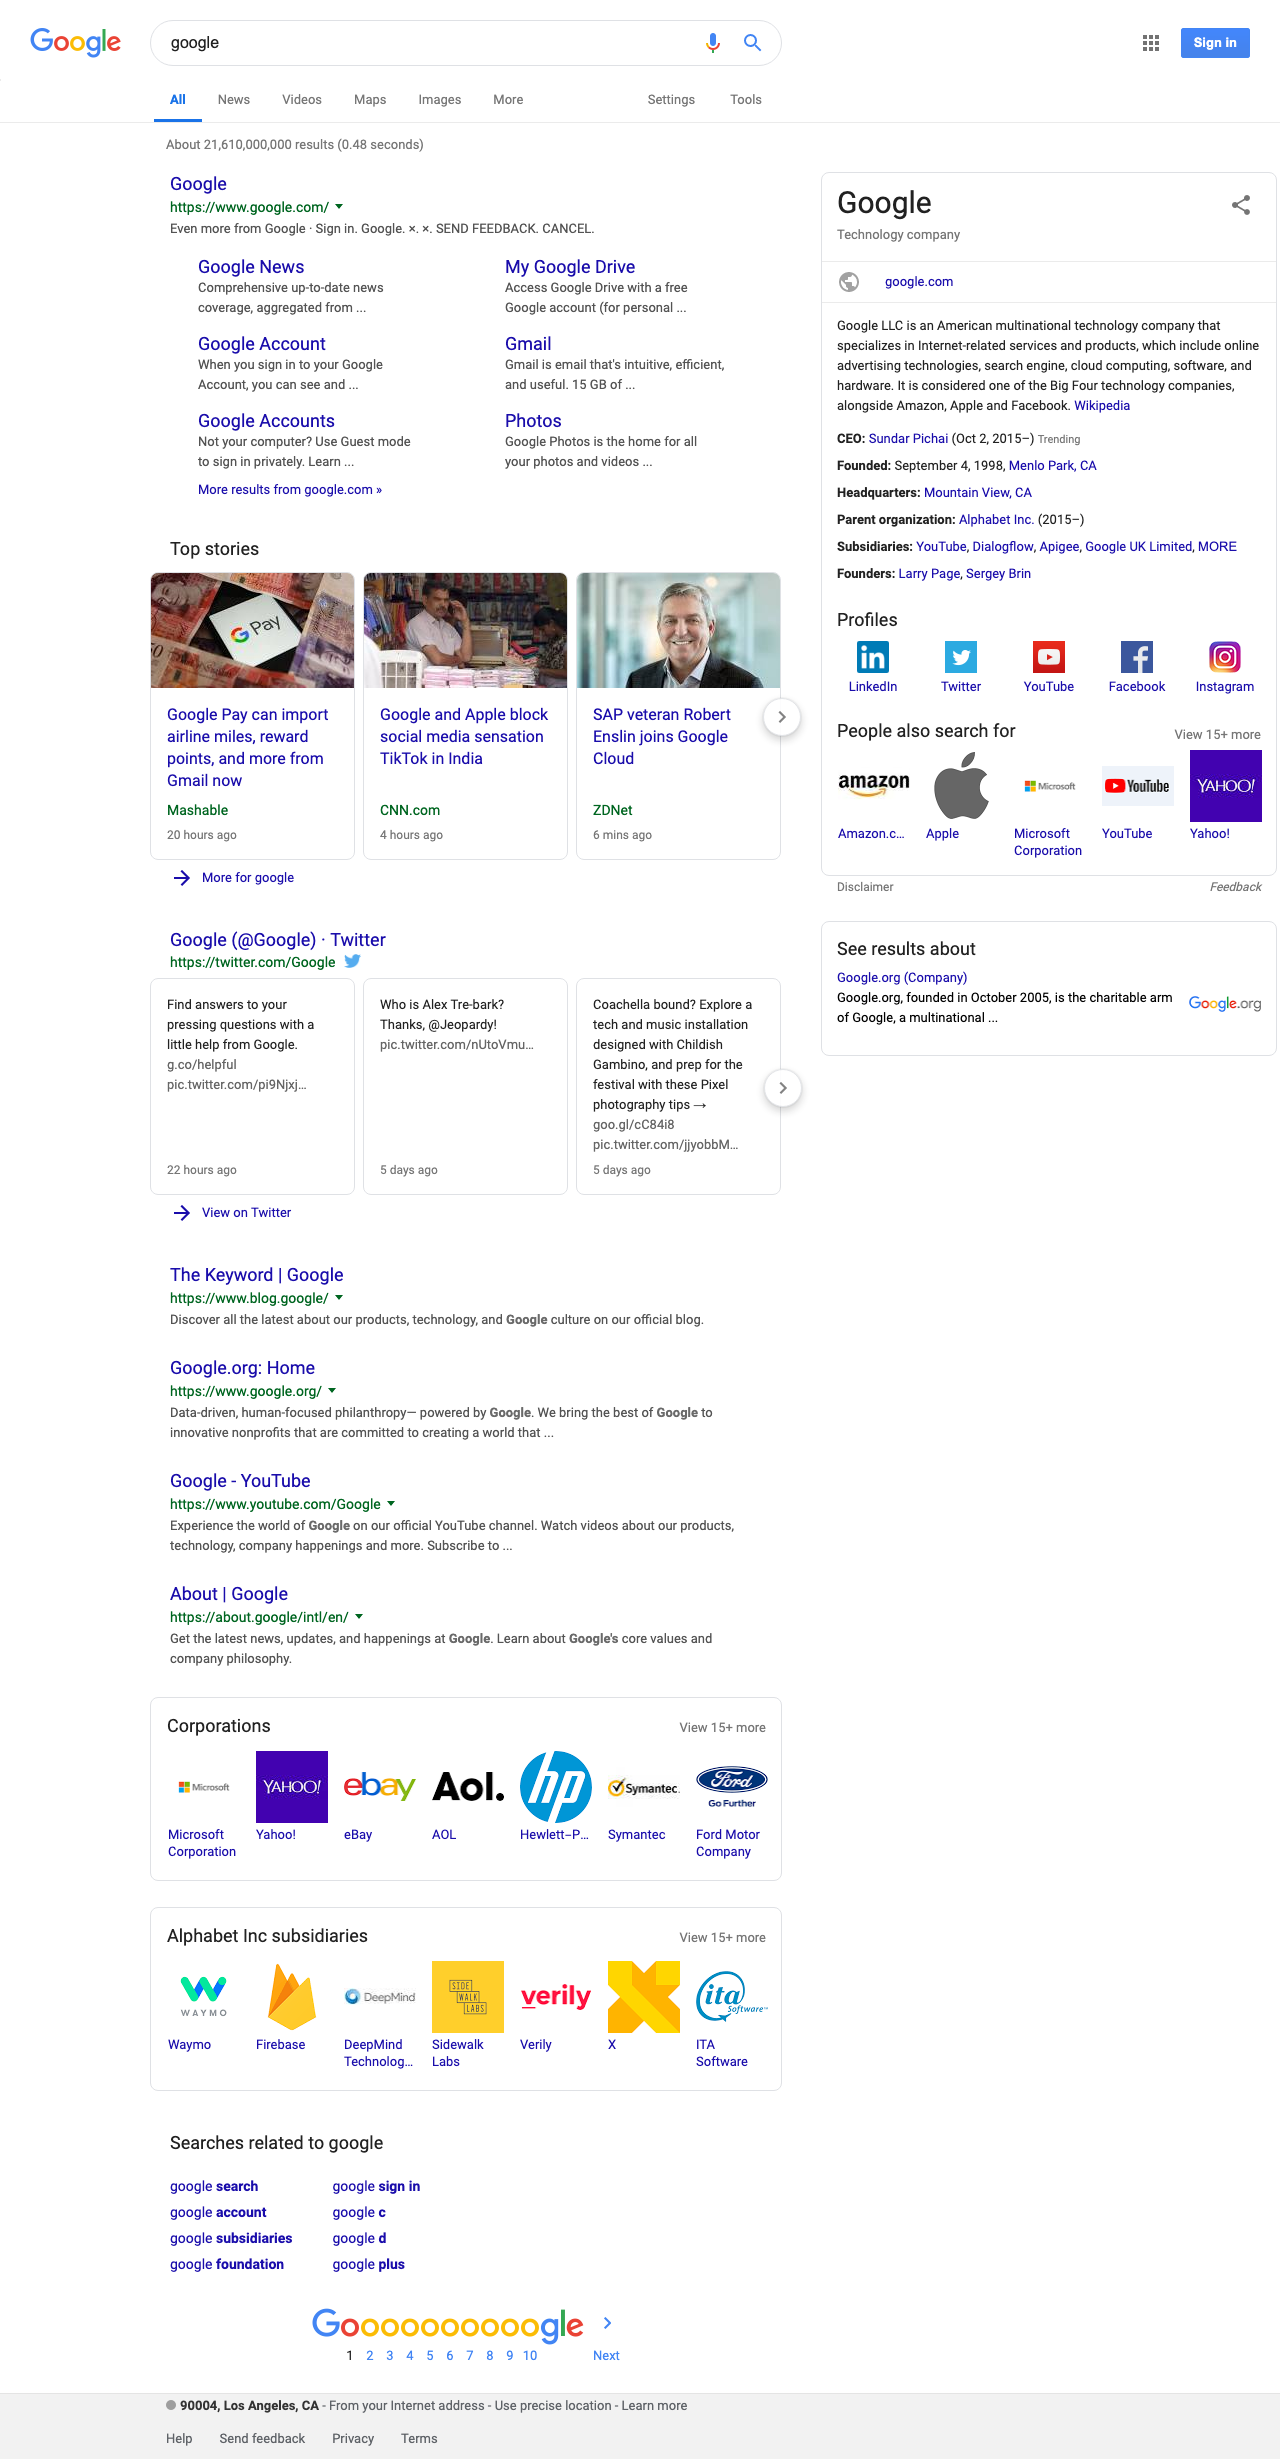 Google
google
Sign in
All
News
Videos
Maps
Images
More
Settings
Tools
About 21,610,000,000 results (0.48 seconds)
Google
https://www.google.com/
Even more from Google · Sign in. Google. ×. ×. SEND FEEDBACK. CANCEL.
Google News
Comprehensive up-to-date news
coverage, aggregated from ...
My Google Drive
Access Google Drive with a free
Google account (for personal ...
Google Account
When you sign in to your Google
Account, you can see and ...
Gmail
Gmail is email that's intuitive, efficient,
and useful. 15 GB of ...
Google Accounts
Not your computer? Use Guest mode
to sign in privately. Learn ...
Photos
Google Photos is the home for all
your photos and videos ...
More results from google.com »
Top stories
G Pay
Google Pay can import
airline miles, reward
points, and more from
Gmail now
Mashable
20 hours ago
Google and Apple block
social media sensation
TikTok in India
CNN.com
4 hours ago
SAP veteran Robert
Enslin joins Google
Cloud
ZDNet
6 mins ago
More for google
Google (@Google) · Twitter
https://twitter.com/Google
Find answers to your
pressing questions with a
little help from Google.
g.co/helpful
pic.twitter.com/pi9Njxj…
22 hours ago
Who is Alex Tre-bark?
Thanks, @Jeopardy!
pic.twitter.com/nUtoVmu…
5 days ago
Coachella bound? Explore a
tech and music installation
designed with Childish
Gambino, and prep for the
festival with these Pixel
photography tips →
goo.gl/cC84i8
pic.twitter.com/jjyobbM…
5 days ago
View on Twitter
The Keyword | Google
https://www.blog.google/
Discover all the latest about our products, technology, and Google culture on our official blog.
Google.org: Home
https://www.google.org/
Data-driven, human-focused philanthropy— powered by Google. We bring the best of Google to
innovative nonprofits that are committed to creating a world that ...
Google - YouTube
https://www.youtube.com/Google
Experience the world of Google on our official YouTube channel. Watch videos about our products,
technology, company happenings and more. Subscribe to ...
About | Google
https://about.google/intl/en/
Get the latest news, updates, and happenings at Google. Learn about Google's core values and
company philosophy.
Corporations
View 15+ more
Microsoft
YAHOO!
ebay
Aol.
hp
Symantec.
Ford
Go Further
Microsoft
Corporation
Yahoo!
eBay
AOL
Hewlett–P...
Symantec
Ford Motor
Company
Alphabet Inc subsidiaries
View 15+ more
WAYMO
DeepMind
SIDE
WALK
LABS
verily
ita
Software™
Waymo
Firebase
DeepMind
Technolog...
Sidewalk
Labs
Verily
X
ITA
Software
Searches related to google
google search
google sign in
google account
google c
google subsidiaries
google d
google foundation
google plus
Goooooooooogle
1 2 3 4 5 6 7 8 9 10 Next
90004, Los Angeles, CA - From your Internet address - Use precise location - Learn more
Help
Send feedback
Privacy
Terms
Google
Technology company
google.com
Google LLC is an American multinational technology company that
specializes in Internet-related services and products, which include online
advertising technologies, search engine, cloud computing, software, and
hardware. It is considered one of the Big Four technology companies,
alongside Amazon, Apple and Facebook. Wikipedia
CEO: Sundar Pichai (Oct 2, 2015–) Trending
Founded: September 4, 1998, Menlo Park, CA
Headquarters: Mountain View, CA
Parent organization: Alphabet Inc. (2015–)
Subsidiaries: YouTube, Dialogflow, Apigee, Google UK Limited, MORE
Founders: Larry Page, Sergey Brin
Profiles
in
LinkedIn
Twitter
YouTube
Facebook
Instagram
People also search for
View 15+ more
amazon
Microsoft
YouTube
YAHOO!
Amazon.c...
Apple
Microsoft
Corporation
YouTube
Yahoo!
Disclaimer
Feedback
See results about
Google.org (Company)
Google.org, founded in October 2005, is the charitable arm
of Google, a multinational ...
Google.org